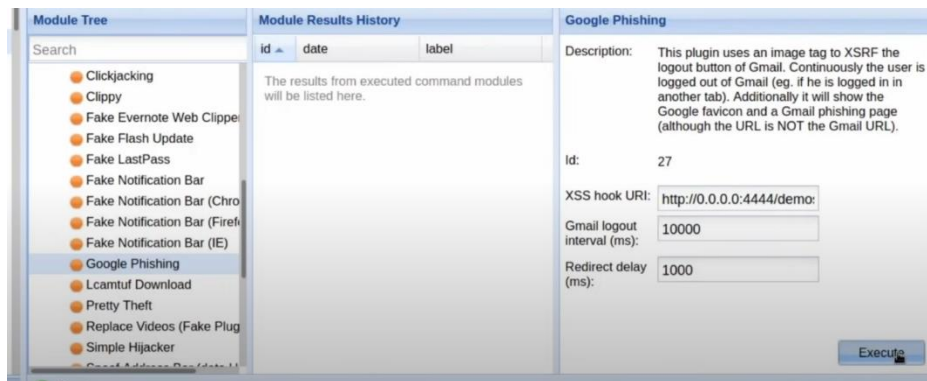 Module Tree
Search
Clickjacking
Clippy
Fake Evernote Web Clippe
Fake Flash Update
Fake LastPass
Fake Notification Bar
Fake Notification Bar (Chro
Fake Notification Bar (Firef
Fake Notification Bar (IE)
Google Phishing
Lcamtuf Download
Pretty Theft
Replace Videos (Fake Plug
Simple Hijacker
Module Results History
id date label
The results from executed command modules
will be listed here.
Google Phishing
Description: This plugin uses an image tag to XSRF the
logout button of Gmail. Continuously the user is
logged out of Gmail (eg. if he is logged in in
another tab). Additionally it will show the
Google favicon and a Gmail phishing page
(although the URL is NOT the Gmail URL).
Id: 27
XSS hook URI: http://0.0.0.0:4444/demo
Gmail logout
interval (ms): 10000
Redirect delay
(ms): 1000
Execute